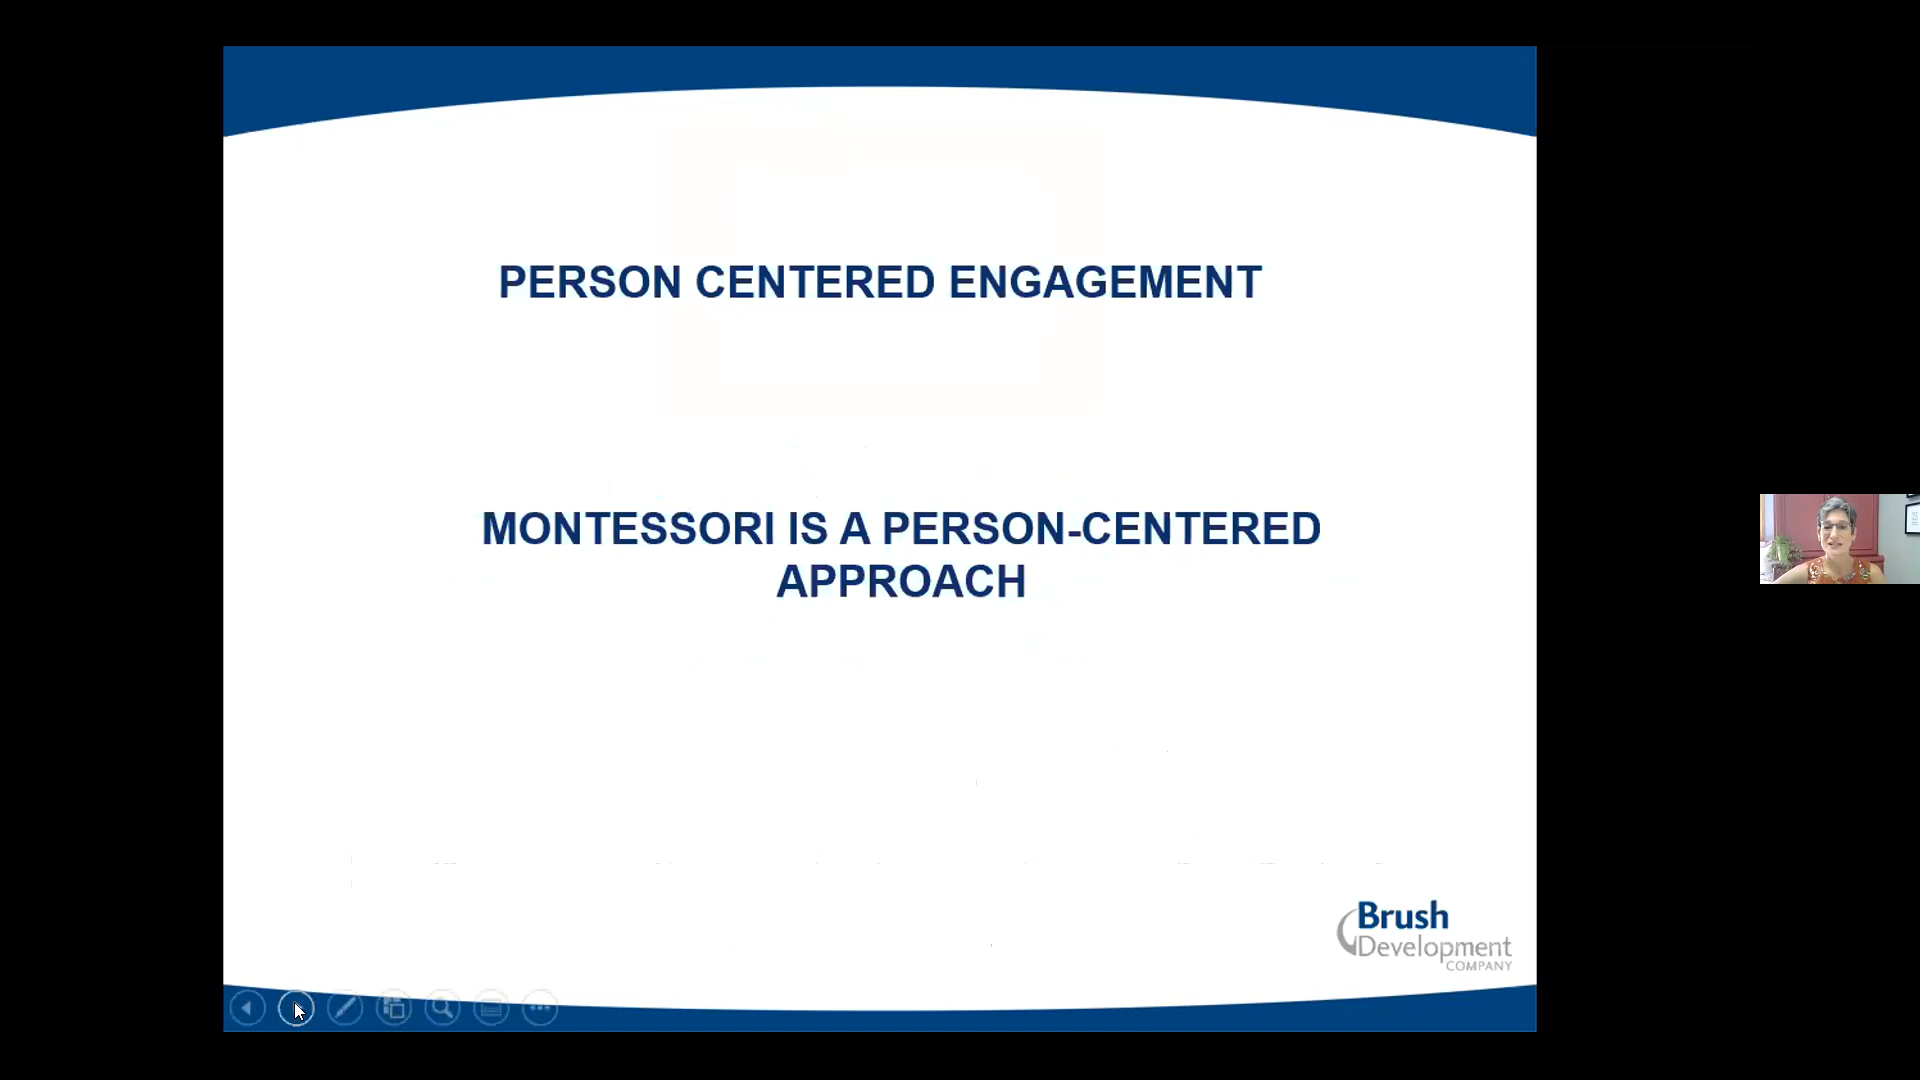 PERSON CENTERED ENGAGEMENT
MONTESSORI IS A PERSON-CENTERED
APPROACH
Brush
Development
COMPANY